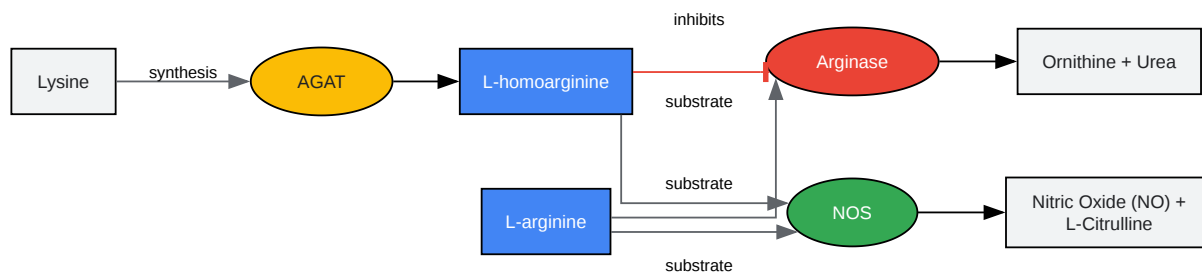 inhibits
Lysine
synthesis
AGAT
L-homoarginine
Arginase
Ornithine + Urea
substrate
substrate
L-arginine
NOS
Nitric Oxide (NO) +
L-Citrulline
substrate